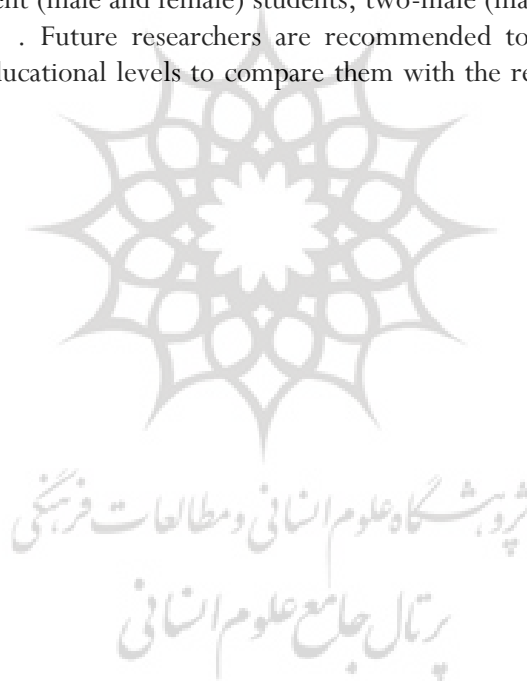 ent (male and female) students, two-male (ma
. Future researchers are recommended to
ducational levels to compare them with the re
پژوهشگاه علوم انسانی و مطالعات فرهنگی
پرتال جامع علوم انسانی